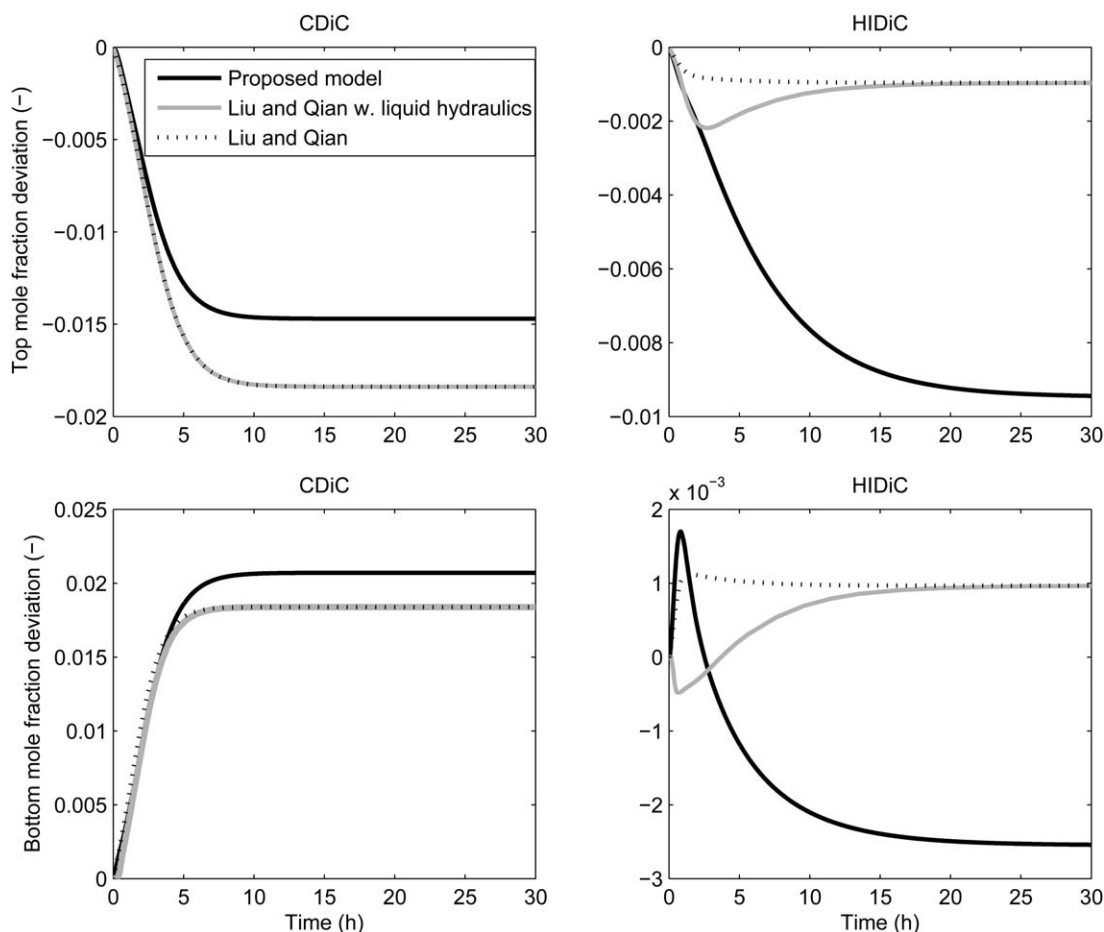 CDiC
0
−0.005
−0.01
−0.015
−0.02
Top mole fraction deviation (−)
Proposed model
Liu and Qian w. liquid hydraulics
Liu and Qian
0 5 10 15 20 25 30
HIDiC
0
−0.002
−0.004
−0.006
−0.008
−0.01
0 5 10 15 20 25 30
CDiC
0.025
0.02
0.015
0.01
0.005
0
Bottom mole fraction deviation (−)
0 5 10 15 20 25 30
Time (h)
HIDiC
x 10−3
2
1
0
−1
−2
−3
0 5 10 15 20 25 30
Time (h)